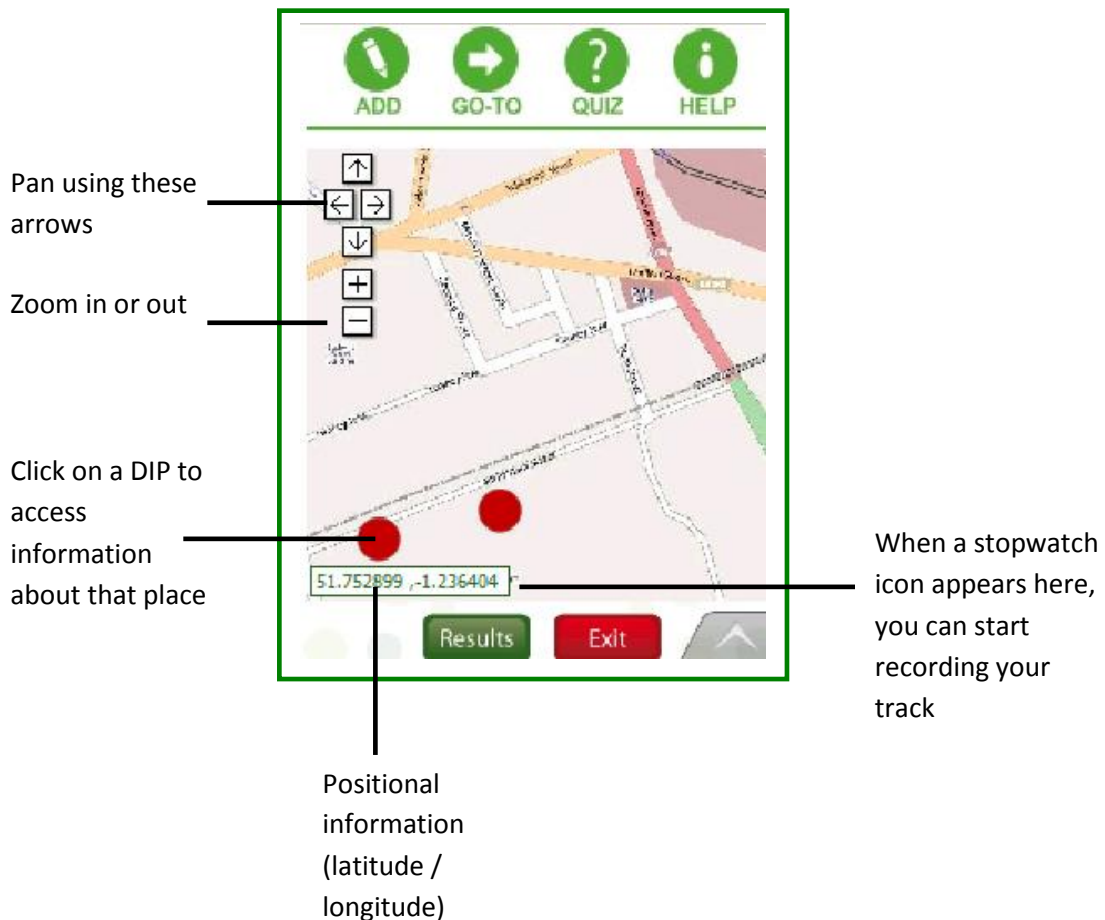 ADD GO-TO QUIZ HELP
Pan using these
arrows
Zoom in or out
Click on a DIP to
access
information
about that place
51.752899 ,-1.236404
When a stopwatch
icon appears here,
you can start
recording your
track
Results Exit
Positional
information
(latitude /
longitude)